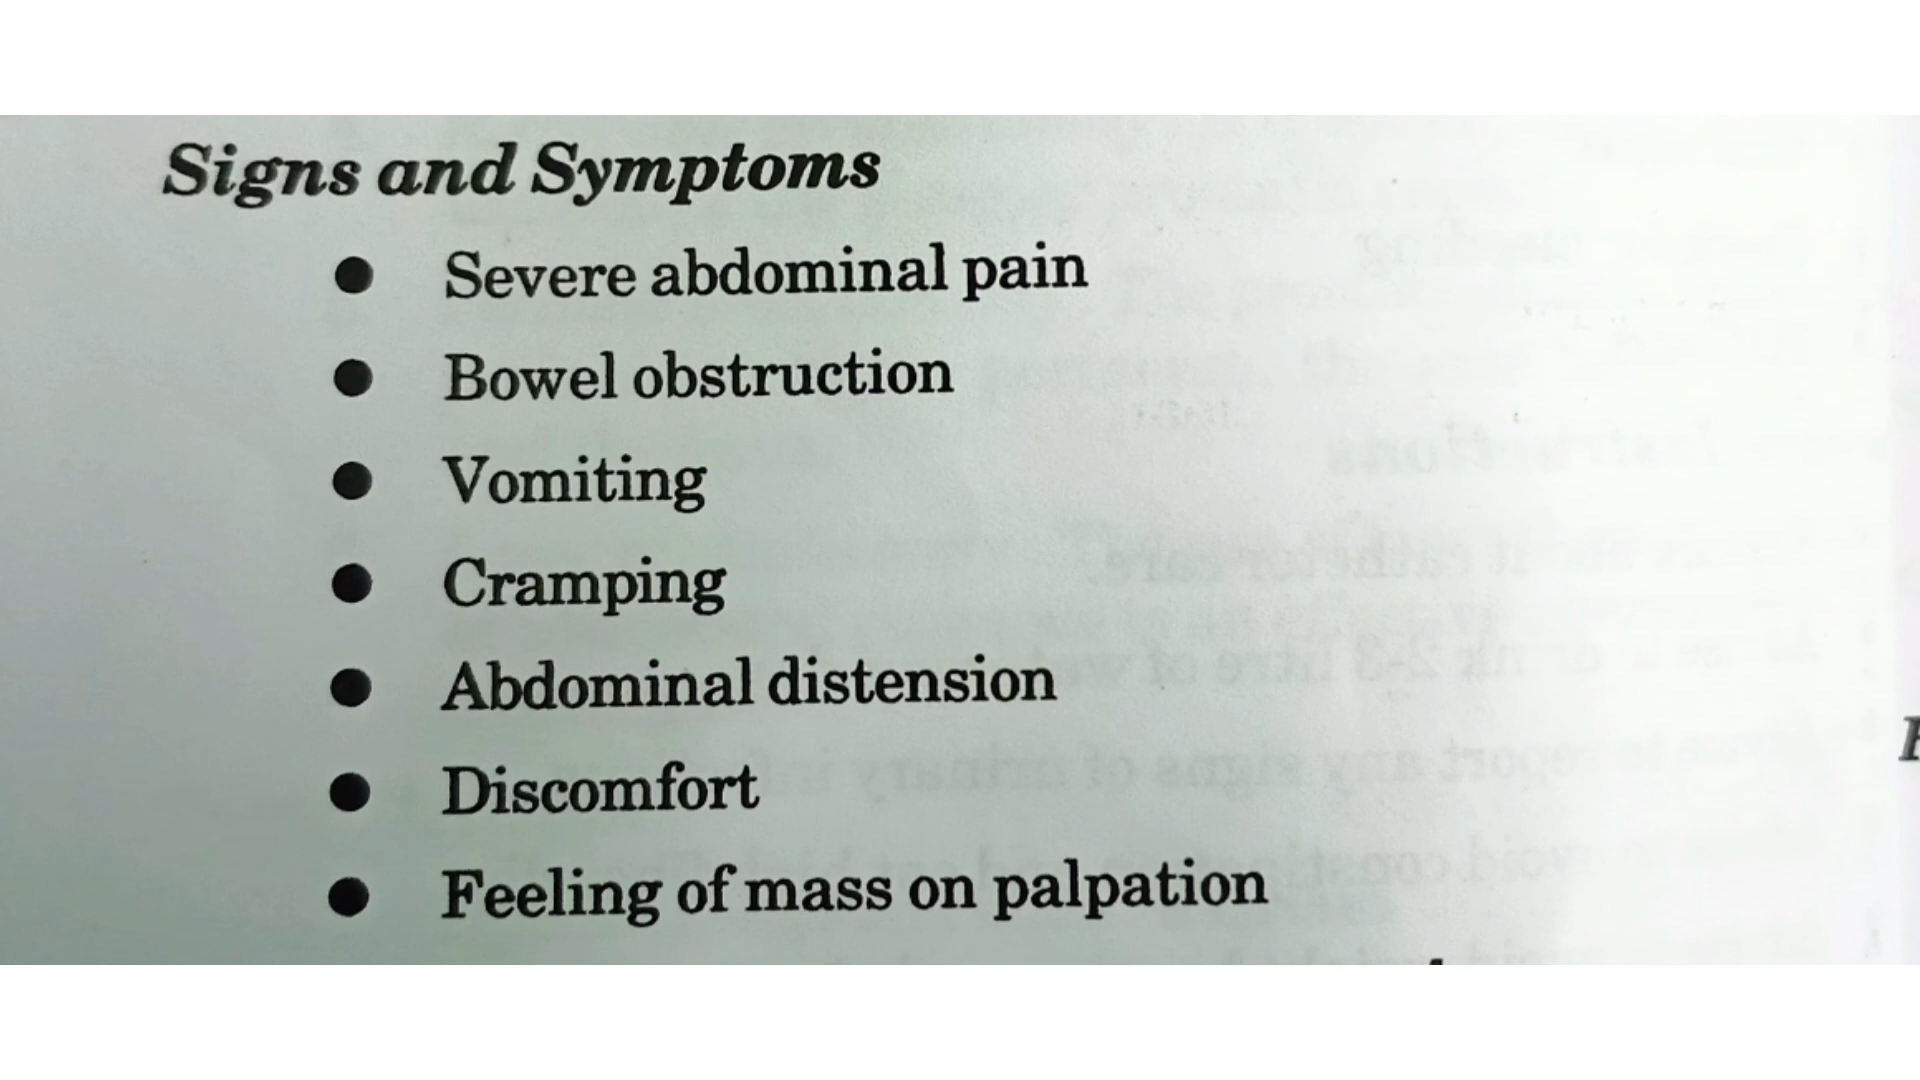 Signs and Symptoms
● Severe abdominal pain
● Bowel obstruction
● Vomiting
● Cramping
● Abdominal distension
● Discomfort
● Feeling of mass on palpation